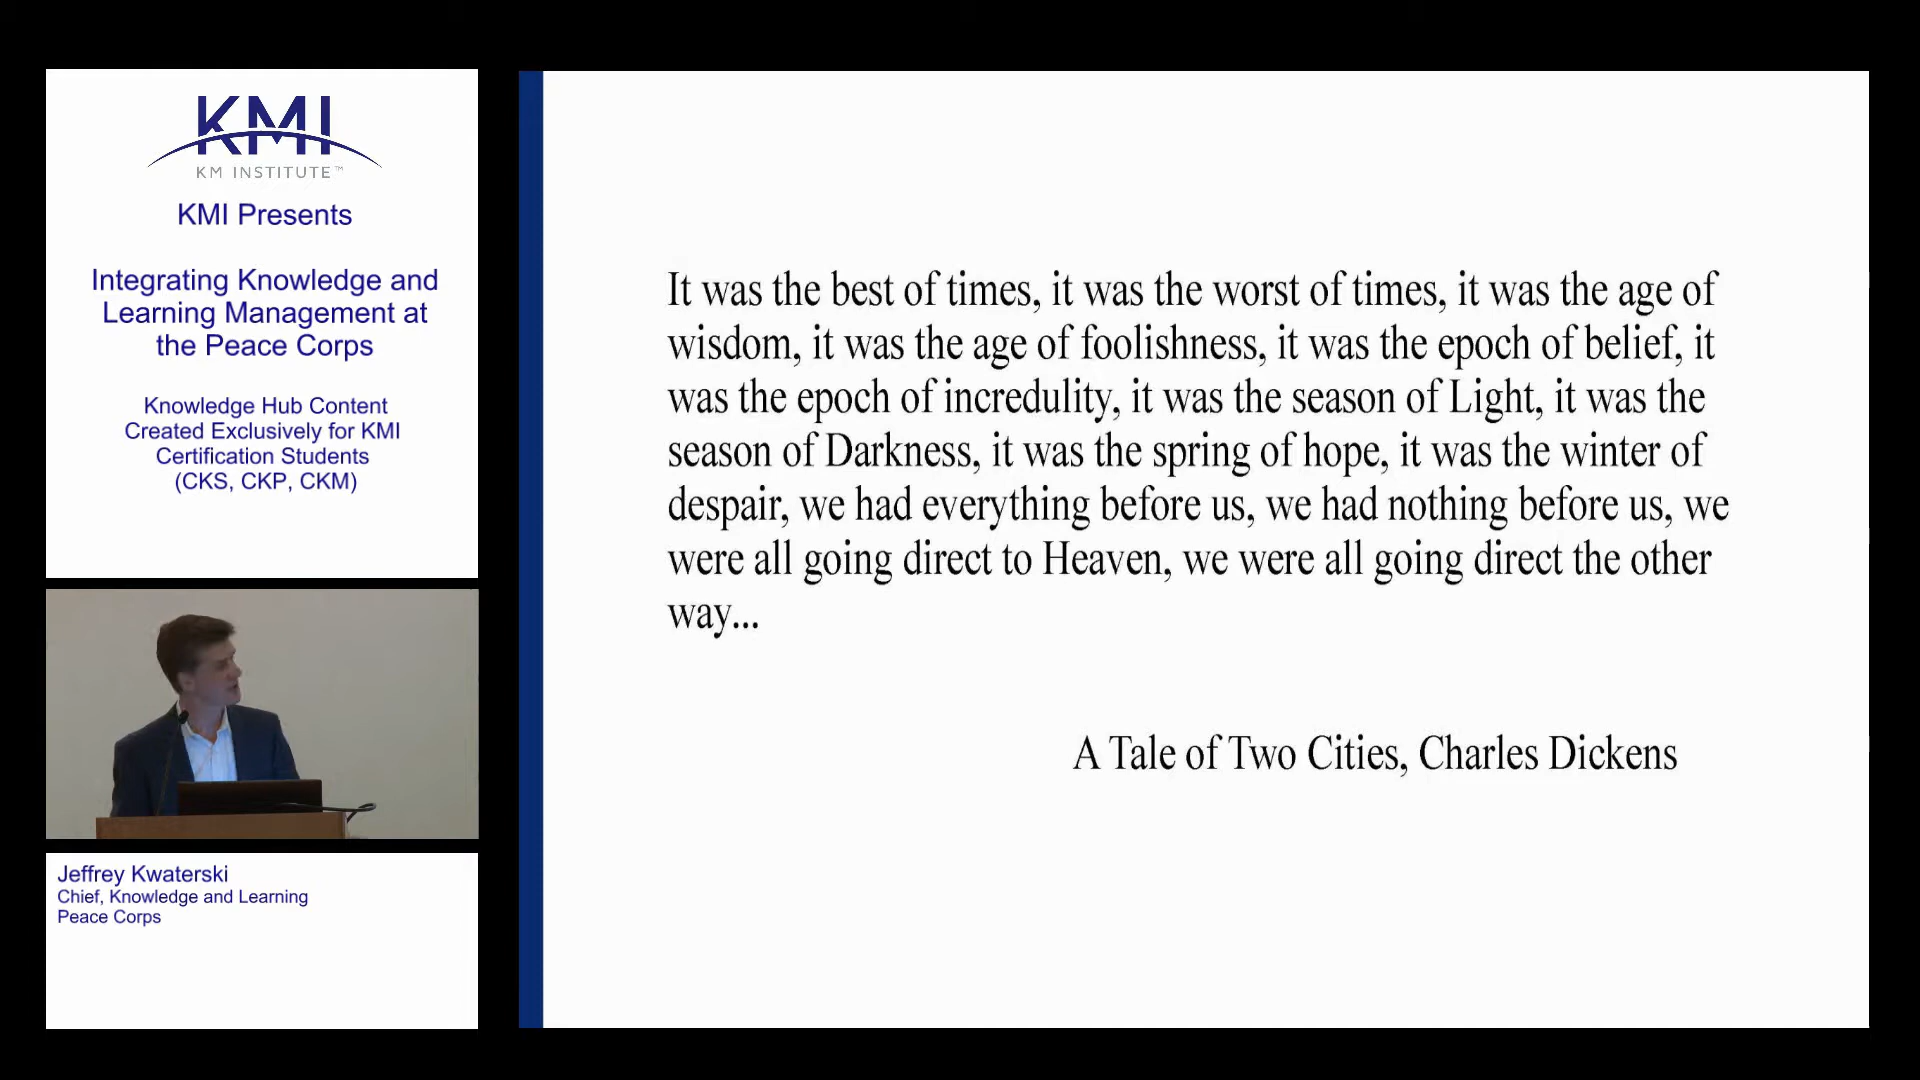 KMI
KM INSTITUTE™
KMI Presents
Integrating Knowledge and
Learning Management at
the Peace Corps
Knowledge Hub Content
Created Exclusively for KMI
Certification Students
(CKS, CKP, CKM)
Jeffrey Kwaterski
Chief, Knowledge and Learning
Peace Corps
It was the best of times, it was the worst of times, it was the age of
wisdom, it was the age of foolishness, it was the epoch of belief, it
was the epoch of incredulity, it was the season of Light, it was the
season of Darkness, it was the spring of hope, it was the winter of
despair, we had everything before us, we had nothing before us, we
were all going direct to Heaven, we were all going direct the other
way...
A Tale of Two Cities, Charles Dickens